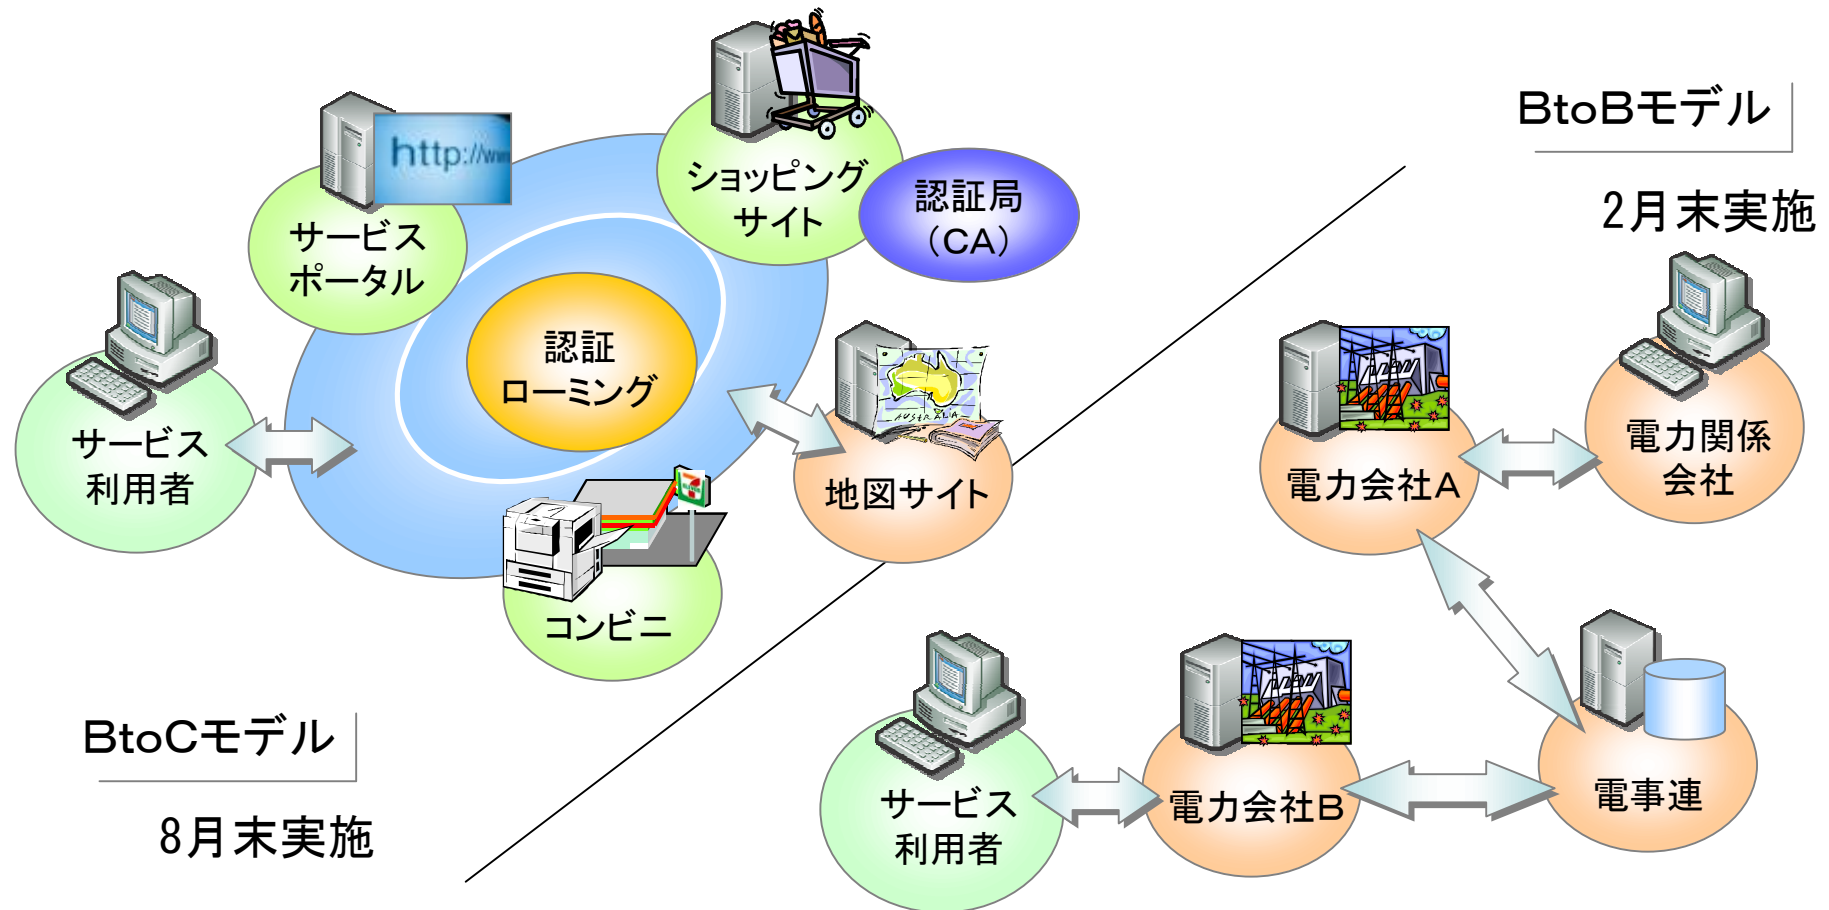 BtoBモデル
2月末実施
http://www
ショッピング
サイト
認証局
（CA）
サービス
ポータル
認証
ローミング
サービス
利用者
地図サイト
AUSTRALIA
コンビニ
電力会社A
電力関係
会社
BtoCモデル
8月末実施
サービス
利用者
電力会社B
電事連